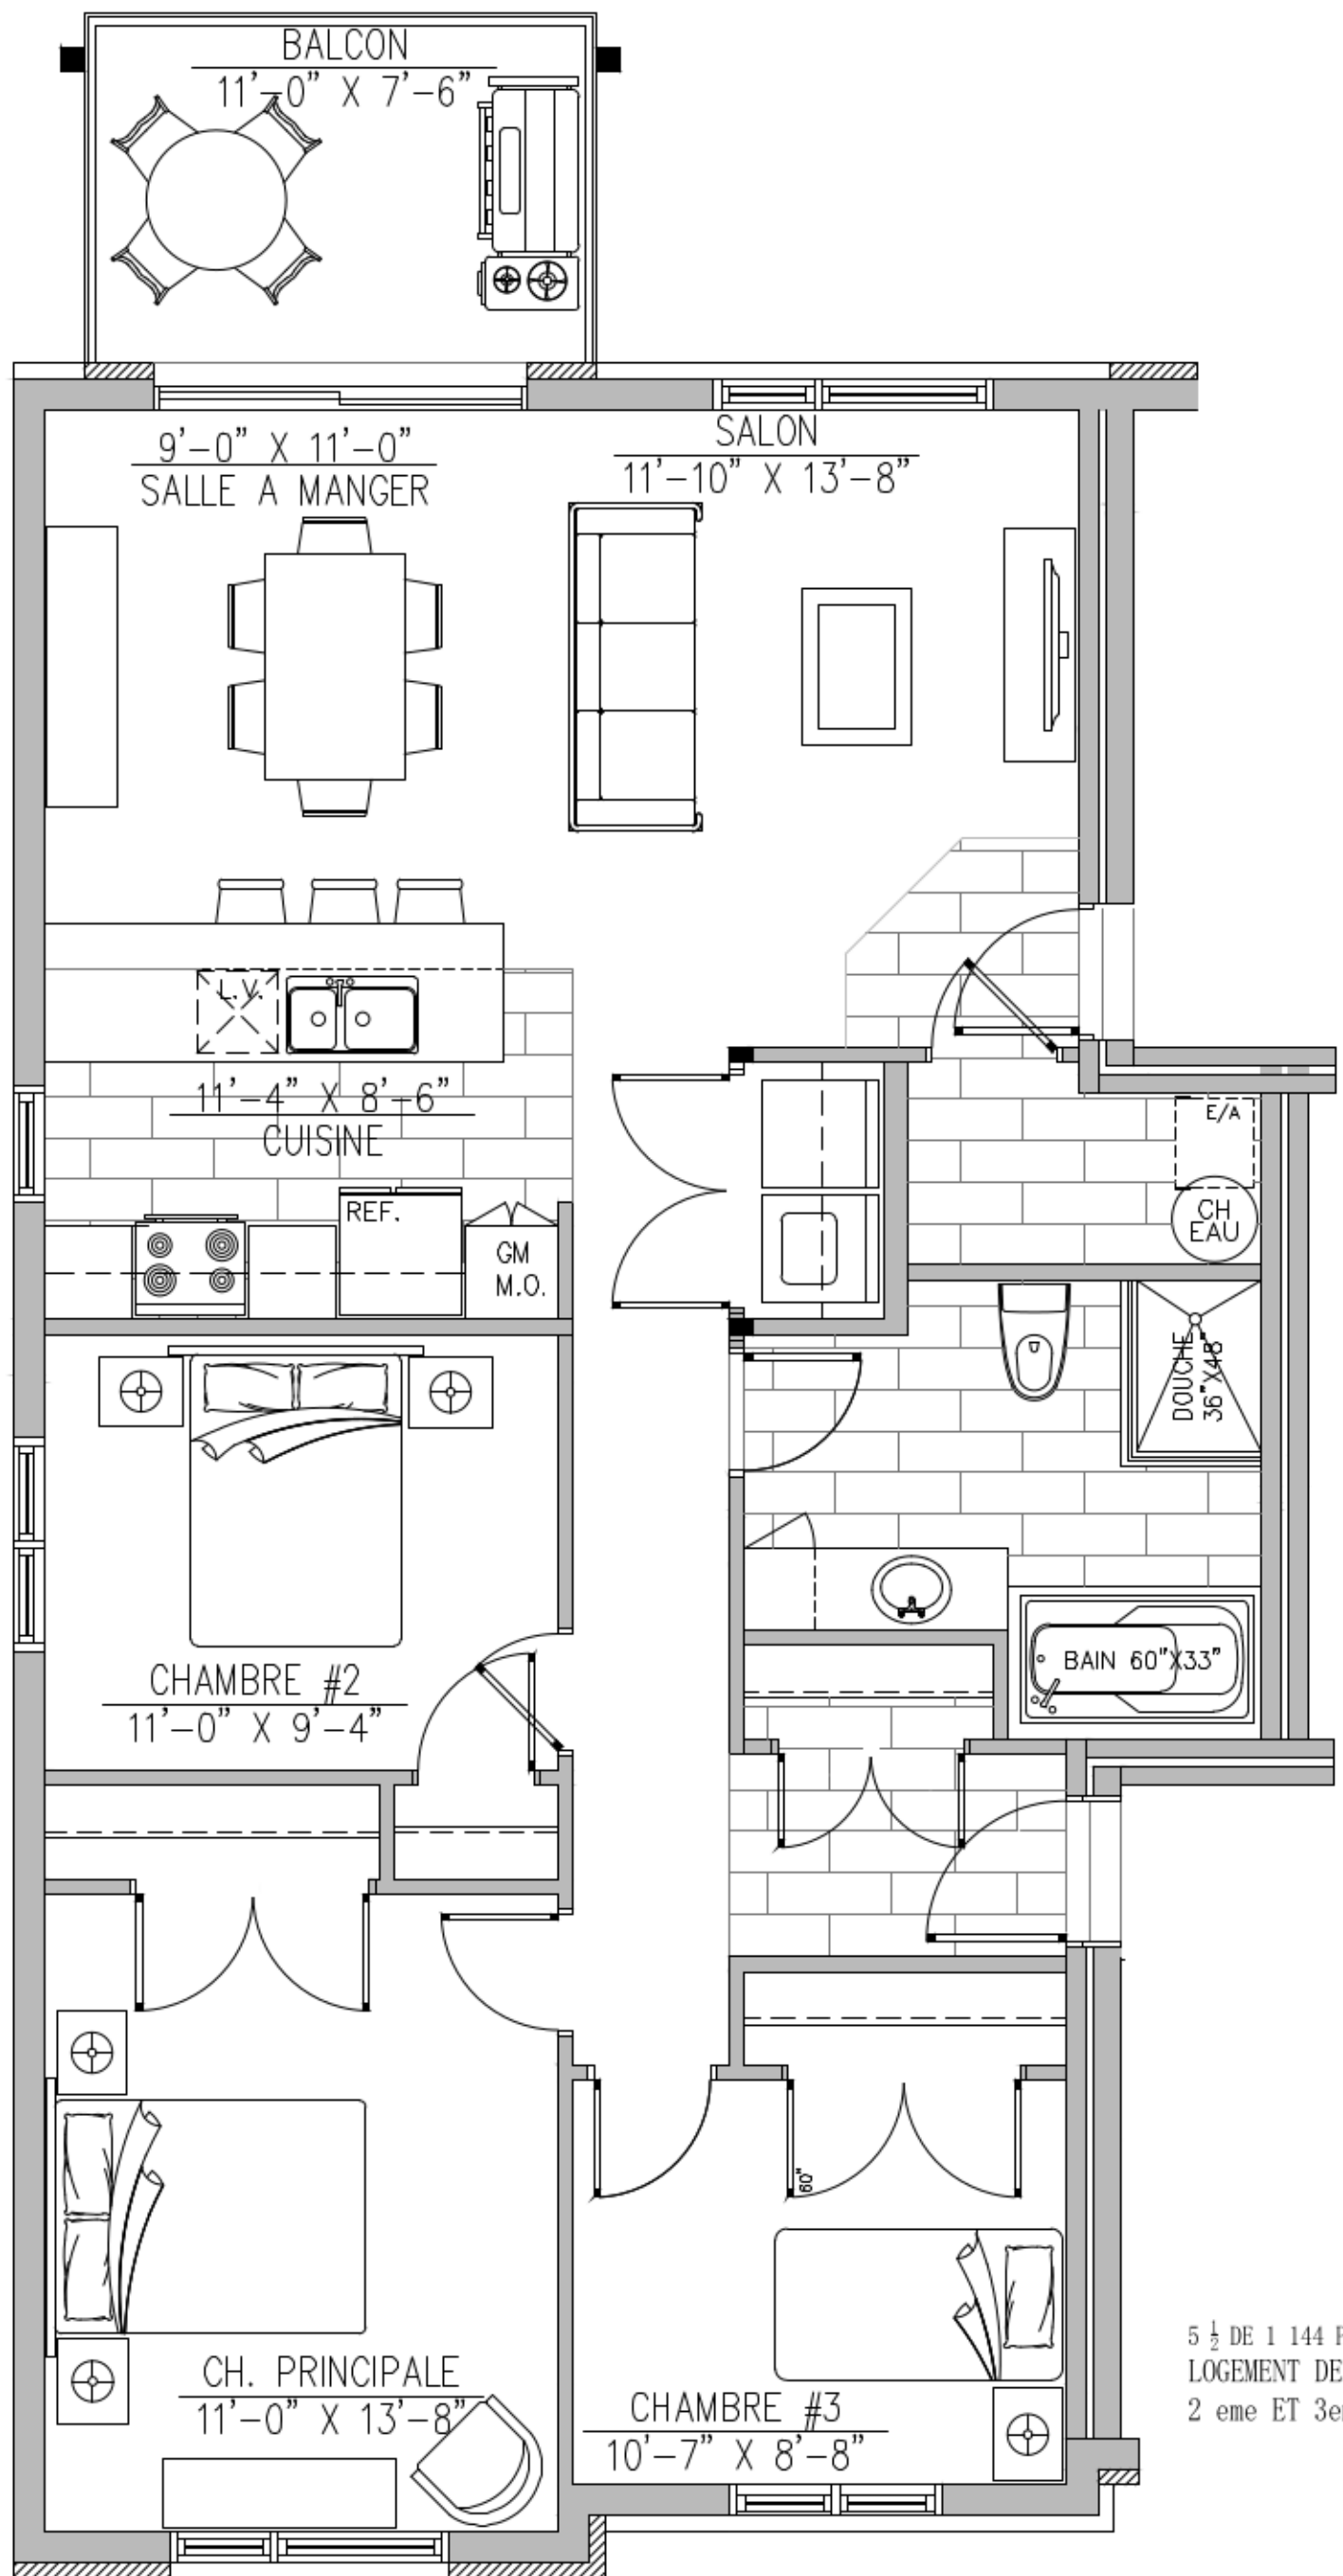 BALCON
11'-0" X 7'-6"
9'-0" X 11'-0"
SALLE A MANGER
SALON
11'-10" X 13'-8"
L.V.
11'-4" X 8'-6"
CUISINE
REF.
GM
M.O.
E/A
CH
EAU
DOUCHE
36"X48"
BAIN 60"X33"
CHAMBRE #2
11'-0" X 9'-4"
60"
CH. PRINCIPALE
11'-0" X 13'-8"
CHAMBRE #3
10'-7" X 8'-8"
5 ½ DE 1 144
LOGEMENT DE
2 eme ET